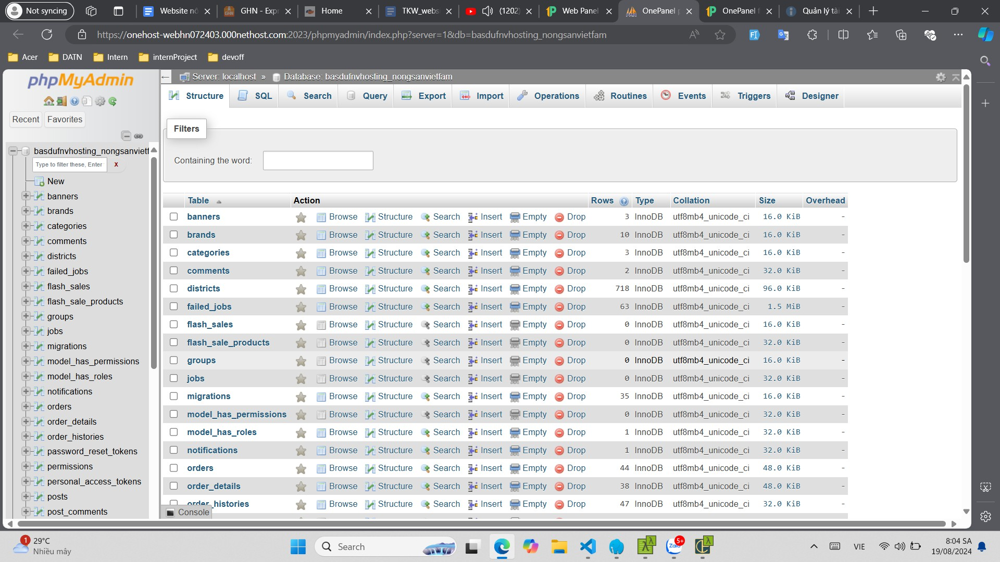 Not syncing
Website nô
GHN - Expr
Home
TKW_webs
(1202)
Web Panel
OnePanel p
OnePanel f
Quản lý tài
https://onehost-webhn072403.000nethost.com:2023/phpmyadmin/index.php?server=1&db=basdufnvhosting_nongsanvietfam
Acer
DATN
Intern
internProject
devoff
phpMyAdmin
Recent
Favorites
basdufnvhosting_nongsanvietf
Type to filter these, Enter
X
New
banners
brands
categories
comments
districts
failed_jobs
flash_sales
flash_sale_products
groups
jobs
migrations
model_has_permissions
model_has_roles
notifications
orders
order_details
order_histories
password_reset_tokens
permissions
personal_access_tokens
posts
post_comments
Server: localhost » Database: basdufnvhosting_nongsanvietfam
Structure SQL Search Query Export Import Operations Routines Events Triggers Designer
Filters
Containing the word:
Table Action Rows Type Collation Size Overhead
banners Browse Structure Search Insert Empty Drop 3 InnoDB utf8mb4_unicode_ci 16.0 KiB -
brands Browse Structure Search Insert Empty Drop 10 InnoDB utf8mb4_unicode_ci 16.0 KiB -
categories Browse Structure Search Insert Empty Drop 3 InnoDB utf8mb4_unicode_ci 16.0 KiB -
comments Browse Structure Search Insert Empty Drop 2 InnoDB utf8mb4_unicode_ci 32.0 KiB -
districts Browse Structure Search Insert Empty Drop 718 InnoDB utf8mb4_unicode_ci 96.0 KiB -
failed_jobs Browse Structure Search Insert Empty Drop 63 InnoDB utf8mb4_unicode_ci 1.5 MiB -
flash_sales Browse Structure Search Insert Empty Drop 0 InnoDB utf8mb4_unicode_ci 16.0 KiB -
flash_sale_products Browse Structure Search Insert Empty Drop 0 InnoDB utf8mb4_unicode_ci 32.0 KiB -
groups Browse Structure Search Insert Empty Drop 0 InnoDB utf8mb4_unicode_ci 16.0 KiB -
jobs Browse Structure Search Insert Empty Drop 0 InnoDB utf8mb4_unicode_ci 32.0 KiB -
migrations Browse Structure Search Insert Empty Drop 35 InnoDB utf8mb4_unicode_ci 16.0 KiB -
model_has_permissions Browse Structure Search Insert Empty Drop 0 InnoDB utf8mb4_unicode_ci 32.0 KiB -
model_has_roles Browse Structure Search Insert Empty Drop 1 InnoDB utf8mb4_unicode_ci 32.0 KiB -
notifications Browse Structure Search Insert Empty Drop 1 InnoDB utf8mb4_unicode_ci 32.0 KiB -
orders Browse Structure Search Insert Empty Drop 44 InnoDB utf8mb4_unicode_ci 48.0 KiB -
order_details Browse Structure Search Insert Empty Drop 38 InnoDB utf8mb4_unicode_ci 48.0 KiB -
order_histories Browse Structure Search Insert Empty Drop 47 InnoDB utf8mb4_unicode_ci 32.0 KiB -
Console
1
29°C
Nhiều mây
Search
Zalo
5+
VIE
8:04 SA
19/08/2024